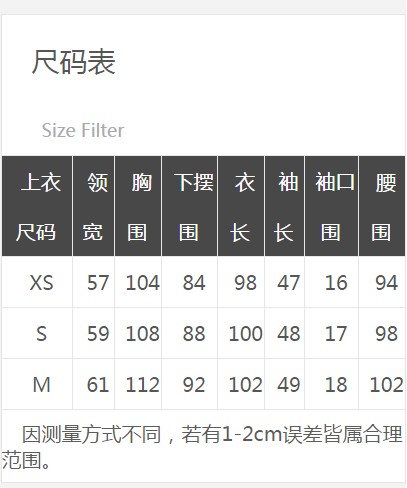 尺码表
Size Filter
上衣 领 胸 下摆 衣 袖 袖口 腰
尺码 宽 围 围 长 长 围 围
XS 57 104 84 98 47 16 94
S 59 108 88 100 48 17 98
M 61 112 92 102 49 18 102
因测量方式不同，若有1-2cm误差皆属合理
范围。